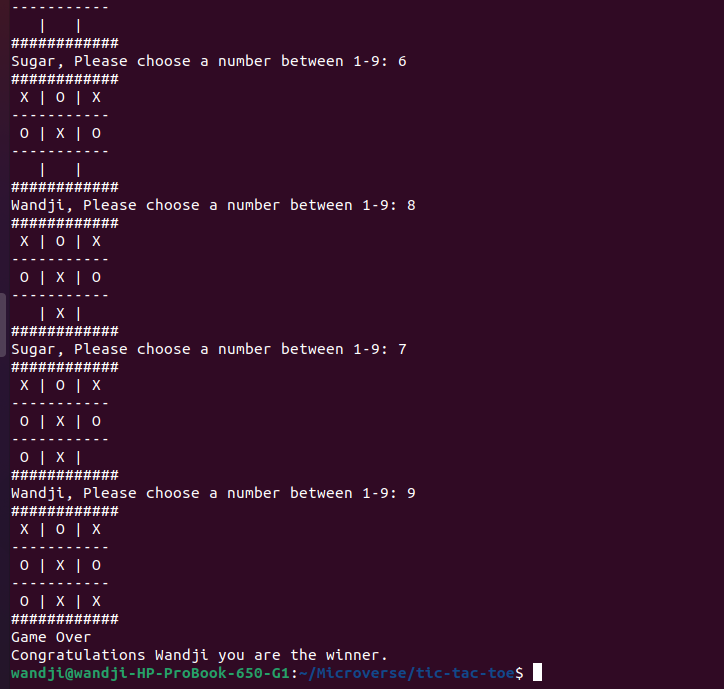 -----------
   |   |
############
Sugar, Please choose a number between 1-9: 6
############
 X | O | X
-----------
 O | X | O
-----------
   |   |
############
Wandji, Please choose a number between 1-9: 8
############
 X | O | X
-----------
 O | X | O
-----------
   | X |
############
Sugar, Please choose a number between 1-9: 7
############
 X | O | X
-----------
 O | X | O
-----------
 O | X |
############
Wandji, Please choose a number between 1-9: 9
############
 X | O | X
-----------
 O | X | O
-----------
 O | X | X
############
Game Over
Congratulations Wandji you are the winner.
wandji@wandji-HP-ProBook-650-G1:~/Microverse/tic-tac-toe$